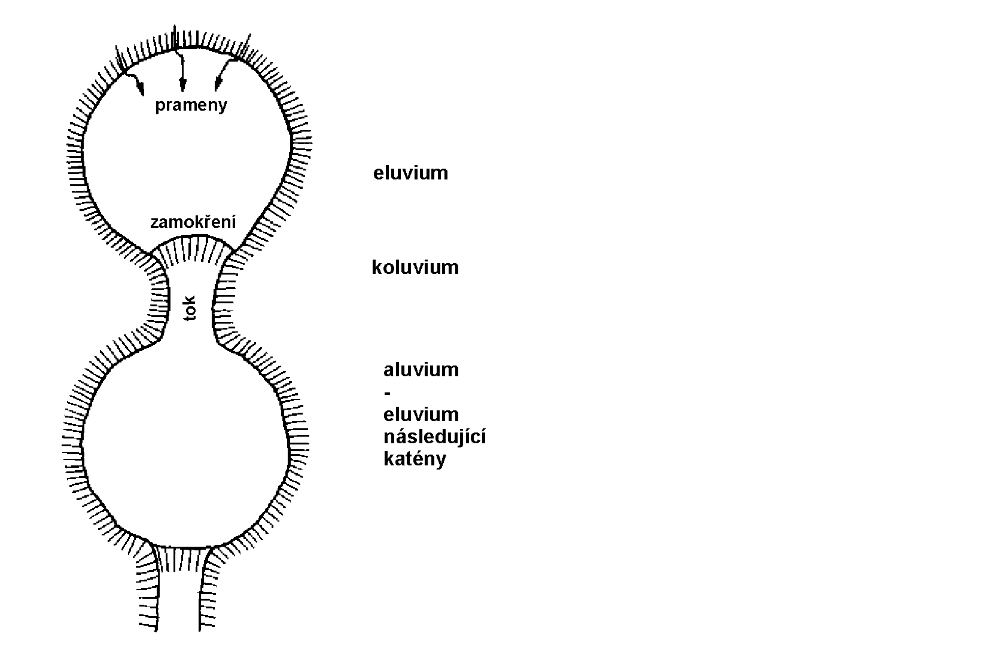 prameny
eluvium
zamokření
koluvium
tok
aluvium
-
eluvium
následující
katény